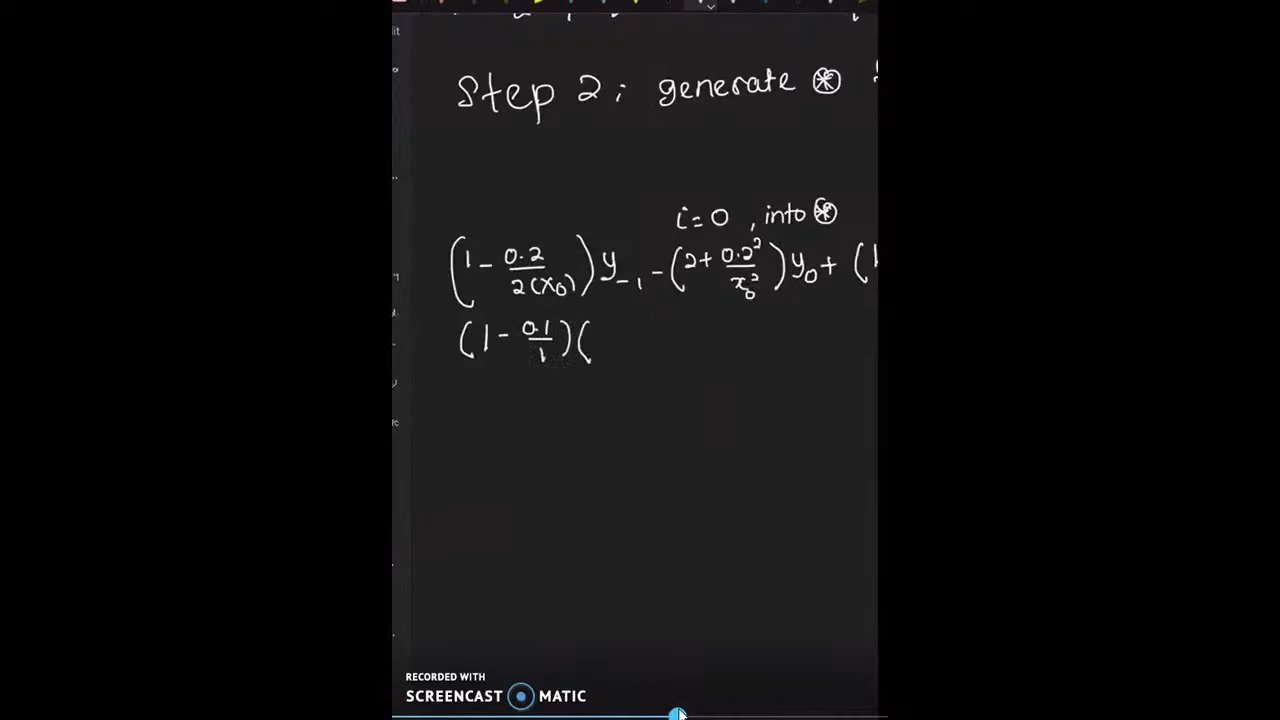 Step 2; generate ⊛
i=0, into ⊛
(1 - 0.2/2(x₀)) y₋₁ - (2 + 0.2²/x₀²) y₀ + (1
(1 - 0.1/1)(
RECORDED WITH
SCREENCAST MATIC